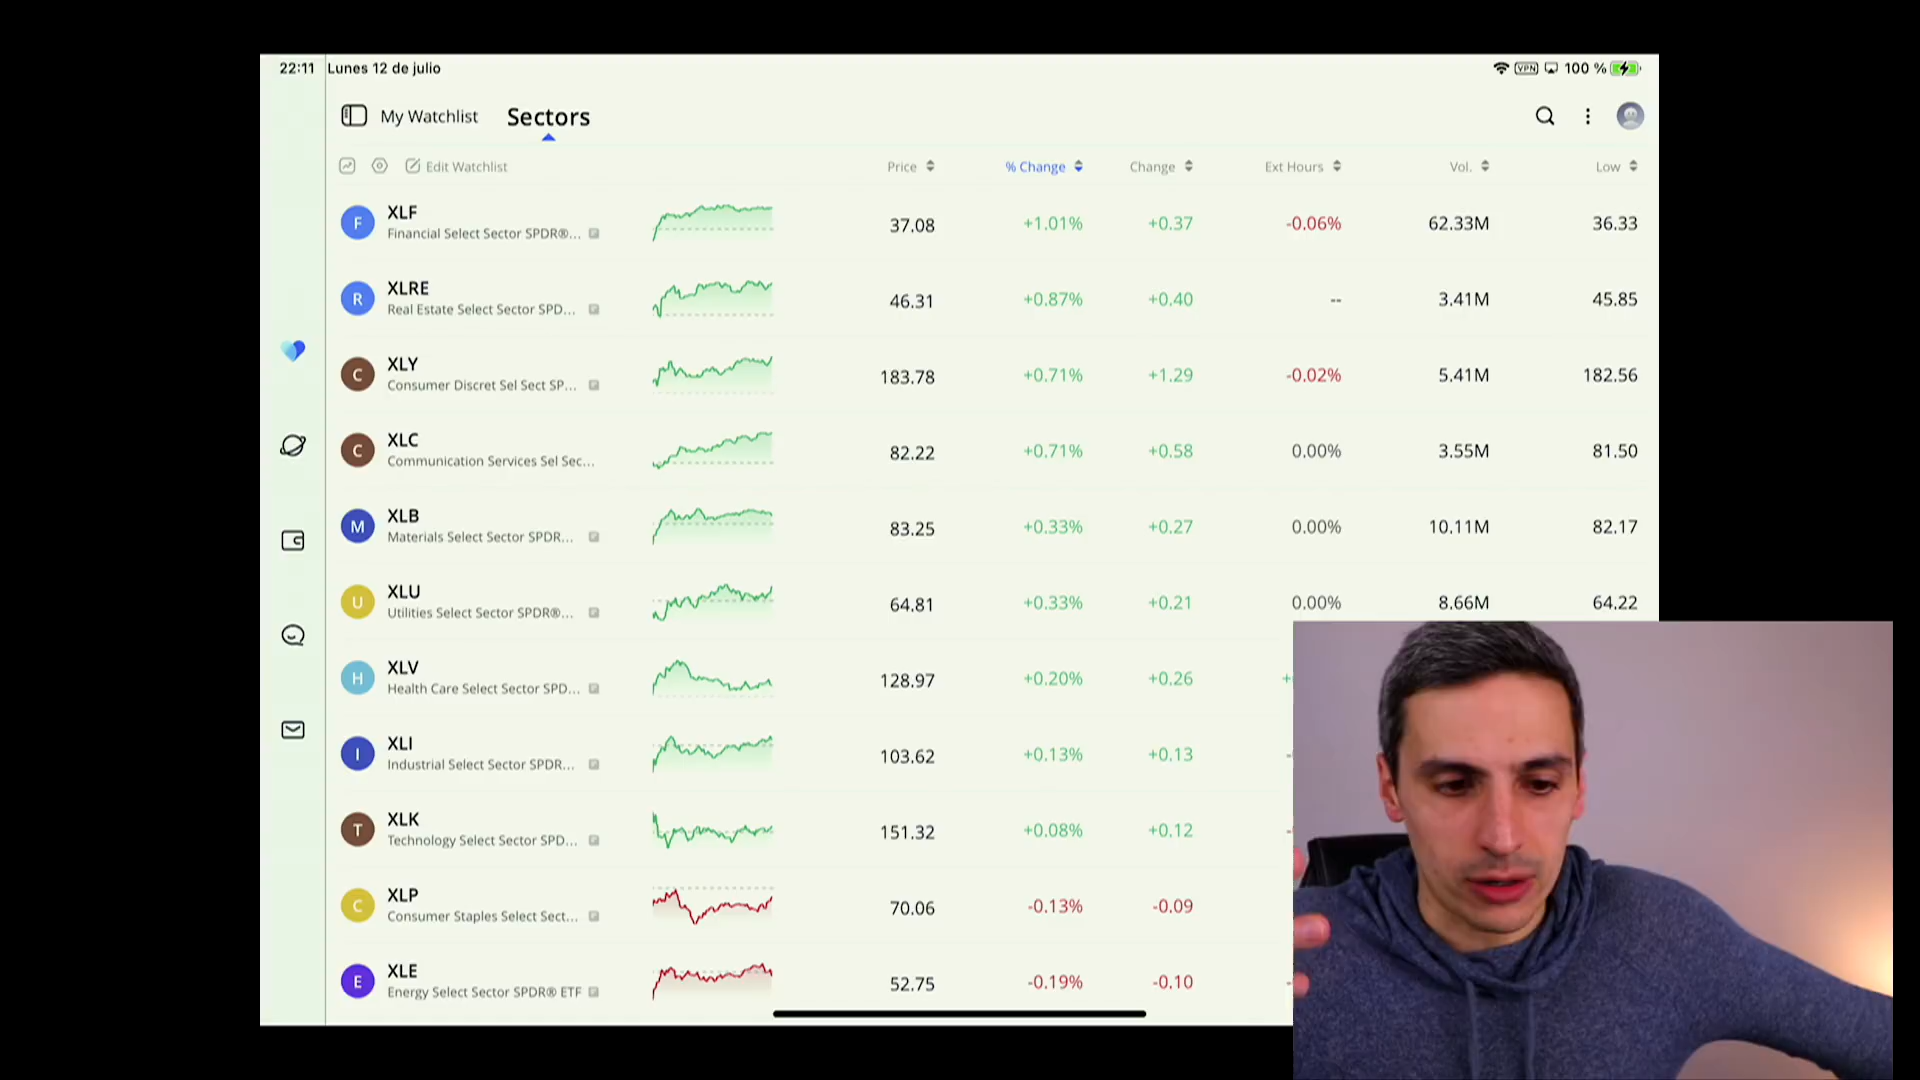 22:11 Lunes 12 de julio VPN 100 %
My Watchlist Sectors
Edit Watchlist Price % Change Change Ext Hours Vol. Low
F XLF Financial Select Sector SPDR®... 37.08 +1.01% +0.37 -0.06% 62.33M 36.33
R XLRE Real Estate Select Sector SPD... 46.31 +0.87% +0.40 -- 3.41M 45.85
C XLY Consumer Discret Sel Sect SP... 183.78 +0.71% +1.29 -0.02% 5.41M 182.56
C XLC Communication Services Sel Sec... 82.22 +0.71% +0.58 0.00% 3.55M 81.50
M XLB Materials Select Sector SPDR... 83.25 +0.33% +0.27 0.00% 10.11M 82.17
U XLU Utilities Select Sector SPDR®... 64.81 +0.33% +0.21 0.00% 8.66M 64.22
H XLV Health Care Select Sector SPD... 128.97 +0.20% +0.26
I XLI Industrial Select Sector SPDR... 103.62 +0.13% +0.13
T XLK Technology Select Sector SPD... 151.32 +0.08% +0.12
C XLP Consumer Staples Select Sect... 70.06 -0.13% -0.09
E XLE Energy Select Sector SPDR® ETF 52.75 -0.19% -0.10